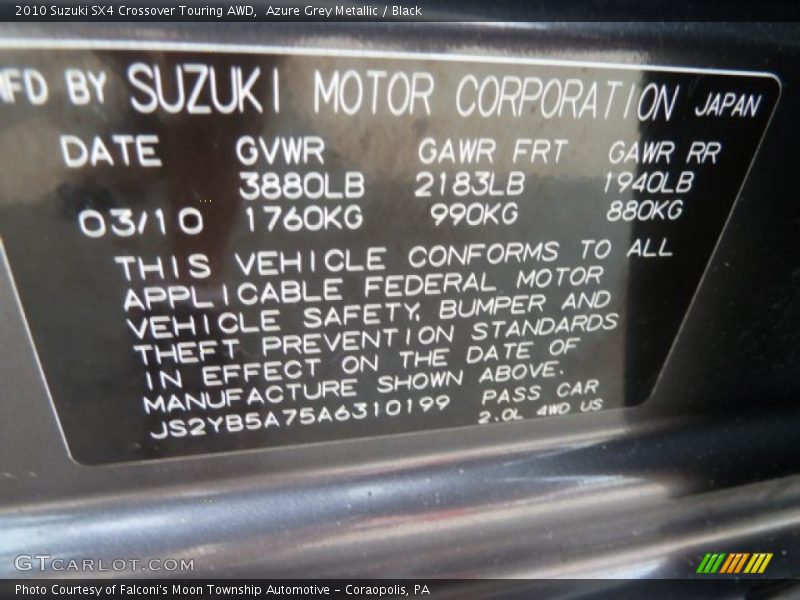 2010 Suzuki SX4 Crossover Touring AWD, Azure Grey Metallic / Black
MFD BY SUZUKI MOTOR CORPORATION JAPAN
DATE GVWR GAWR FRT GAWR RR
3880LB 2183LB 1940LB
03/10 1760KG 990KG 880KG
THIS VEHICLE CONFORMS TO ALL
APPLICABLE FEDERAL MOTOR
VEHICLE SAFETY, BUMPER AND
THEFT PREVENTION STANDARDS
IN EFFECT ON THE DATE OF
MANUFACTURE SHOWN ABOVE.
JS2YB5A75A6310199 PASS CAR
2.0L 4WD US
GTCARLOT.COM
Photo Courtesy of Falconi's Moon Township Automotive - Coraopolis, PA